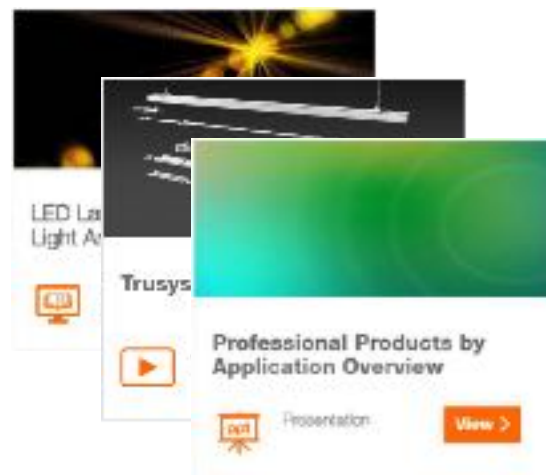 LED La
Light A
Trusys
Professional Products by
Application Overview
ppt
Presentation
View >